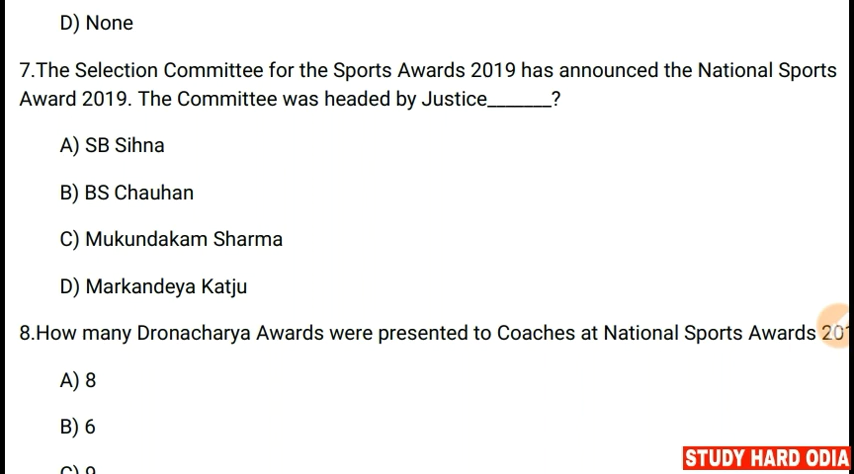 D) None
7.The Selection Committee for the Sports Awards 2019 has announced the National Sports
Award 2019. The Committee was headed by Justice_______?
A) SB Sihna
B) BS Chauhan
C) Mukundakam Sharma
D) Markandeya Katju
8.How many Dronacharya Awards were presented to Coaches at National Sports Awards 201
A) 8
B) 6
STUDY HARD ODIA